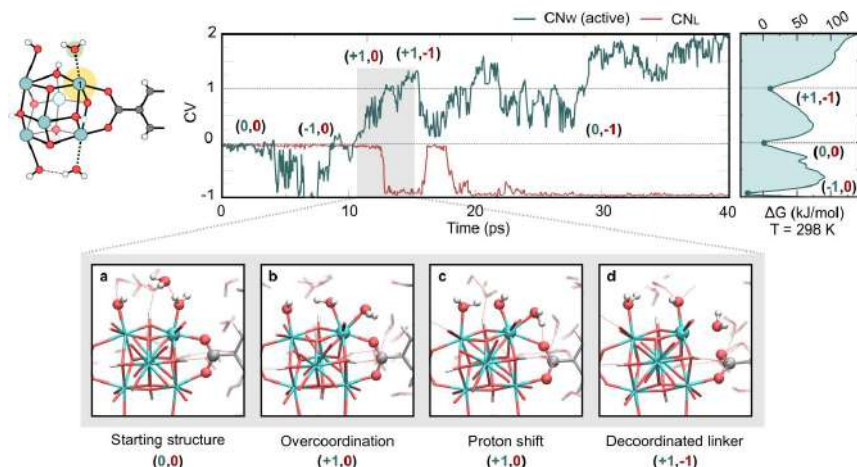 CNW (active) CNL
0 50 100
(+1,0) (+1,-1)
2
1
CV
(+1,-1)
(0,0) (-1,0)
0
(0,-1)
(0,0)
(-1,0)
-1
0 10 20 30 40
Time (ps)
ΔG (kJ/mol)
T = 298 K
1
a b c d
Starting structure Overcoordination Proton shift Decoordinated linker
(0,0) (+1,0) (+1,0) (+1,-1)